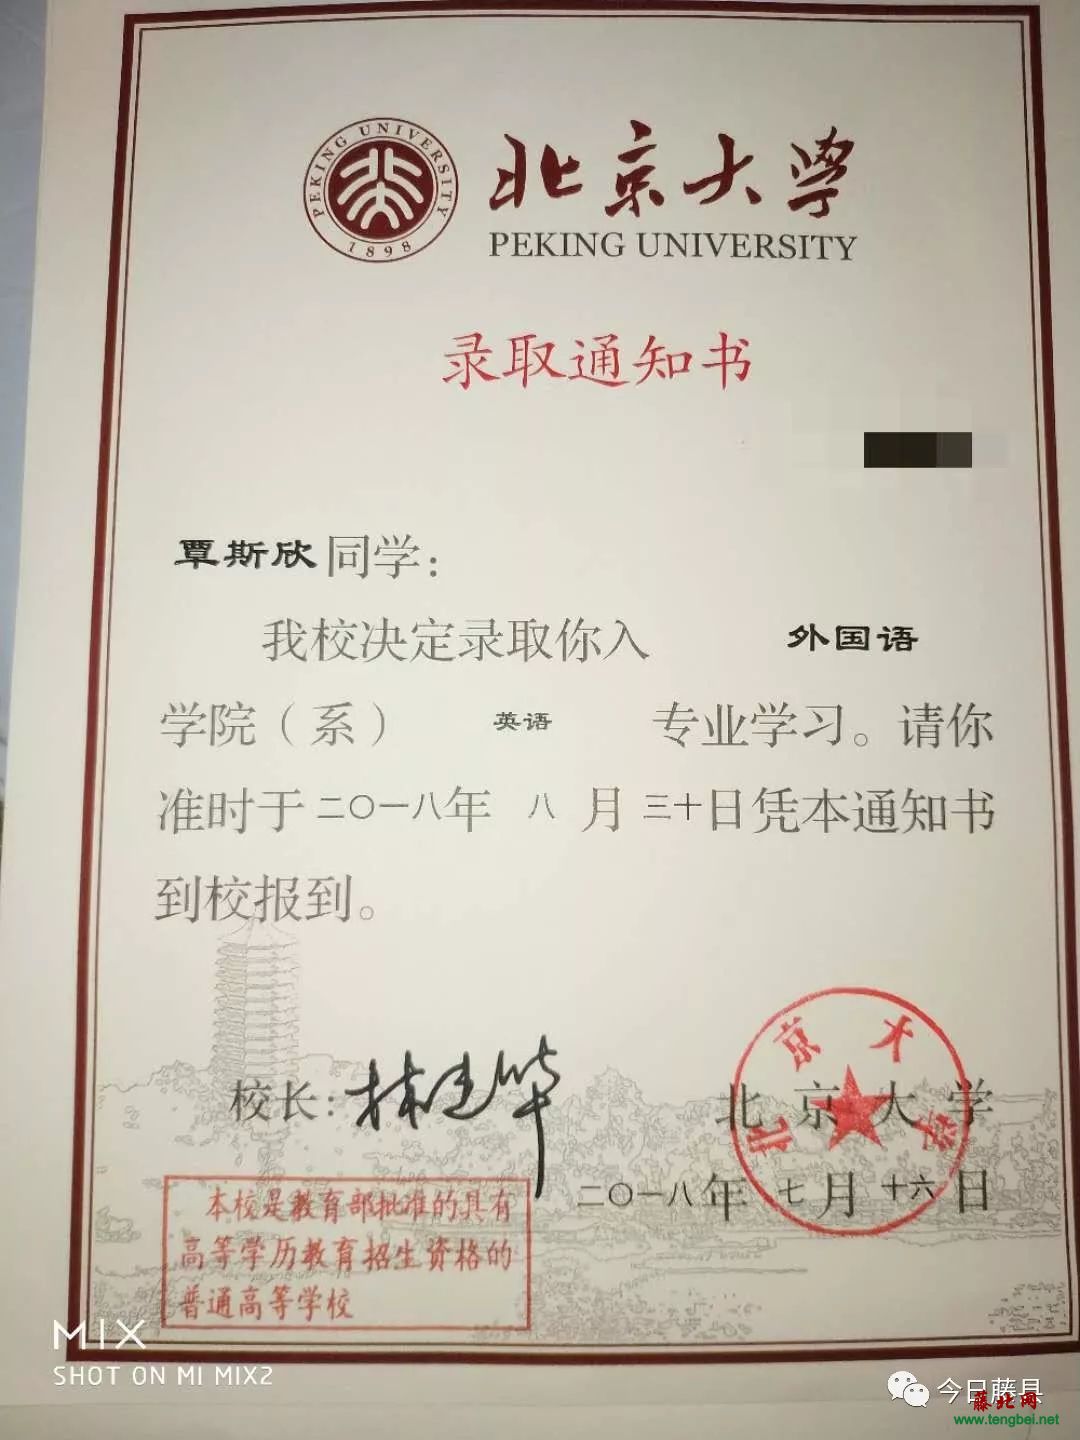 PEKING UNIVERSITY
1898
北京大学
PEKING UNIVERSITY
录取通知书
覃斯欣同学：
我校决定录取你入 外国语
学院（系） 英语 专业学习。请你
准时于二〇一八年 八 月三十日凭本通知书
到校报到。
校长：林建华
北京大学
北京大学
二〇一八年七月十六日
本校是教育部批准的具有
高等学历教育招生资格的
普通高等学校
MIX
SHOT ON MI MIX2
今日藤县
藤北网
www.tengbei.net